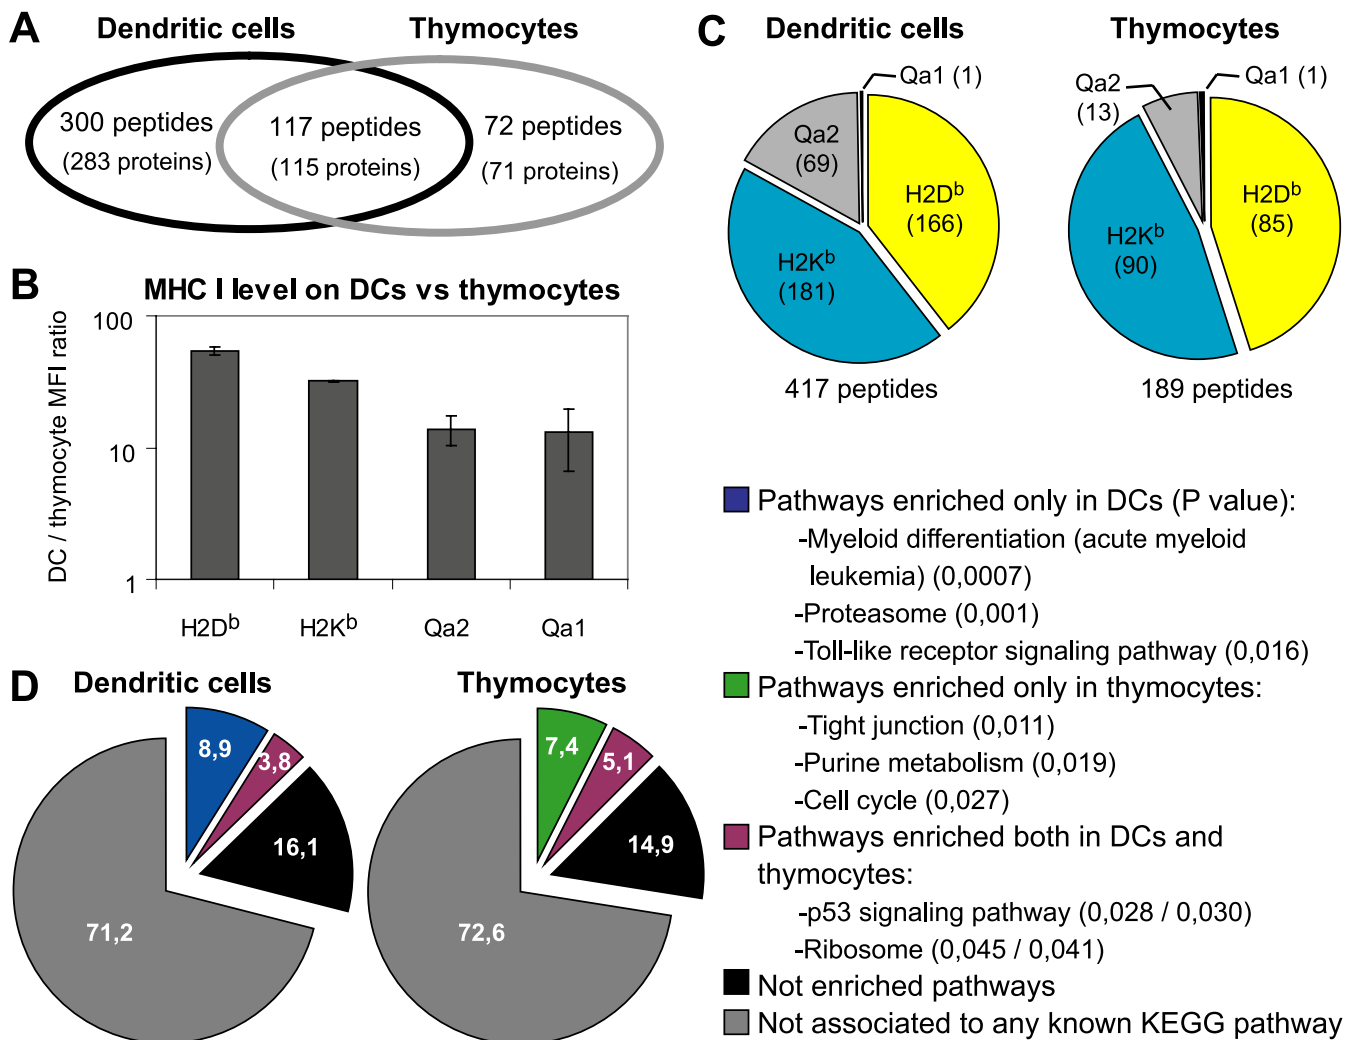 A
Dendritic cells
Thymocytes
300 peptides
(283 proteins)
117 peptides
(115 proteins)
72 peptides
(71 proteins)
B
MHC I level on DCs vs thymocytes
DC / thymocyte MFI ratio
100
10
1
H2Dᵇ
H2Kᵇ
Qa2
Qa1
C
Dendritic cells
Qa1 (1)
Qa2
(69)
H2Dᵇ
(166)
H2Kᵇ
(181)
417 peptides
Thymocytes
Qa1 (1)
Qa2
(13)
H2Dᵇ
(85)
H2Kᵇ
(90)
189 peptides
D
Dendritic cells
8,9
3,8
16,1
71,2
Thymocytes
7,4
5,1
14,9
72,6
Pathways enriched only in DCs (P value):
-Myeloid differentiation (acute myeloid
leukemia) (0,0007)
-Proteasome (0,001)
-Toll-like receptor signaling pathway (0,016)
Pathways enriched only in thymocytes:
-Tight junction (0,011)
-Purine metabolism (0,019)
-Cell cycle (0,027)
Pathways enriched both in DCs and
thymocytes:
-p53 signaling pathway (0,028 / 0,030)
-Ribosome (0,045 / 0,041)
Not enriched pathways
Not associated to any known KEGG pathway